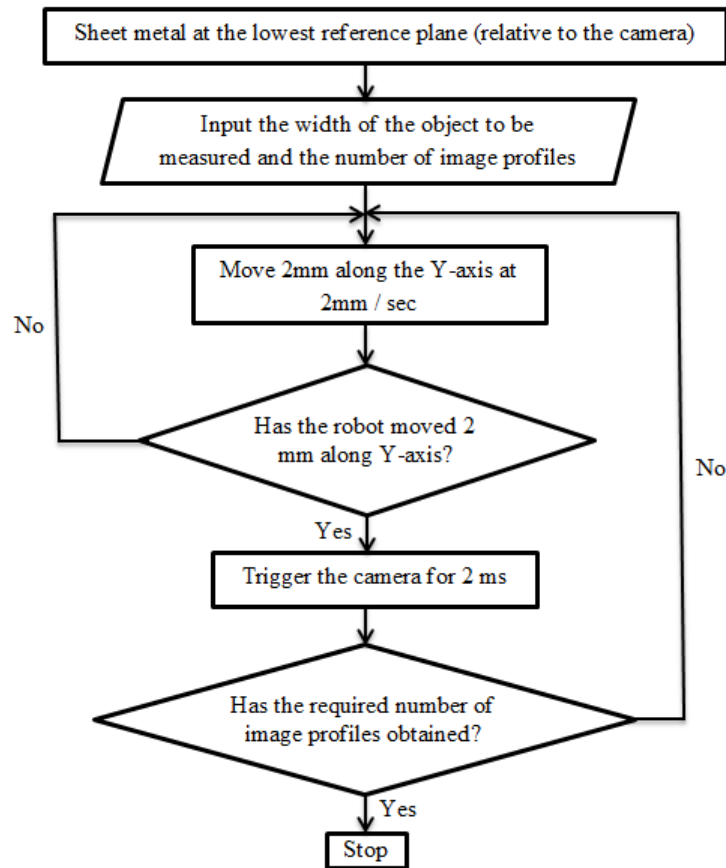 Sheet metal at the lowest reference plane (relative to the camera)
Input the width of the object to be
measured and the number of image profiles
Move 2mm along the Y-axis at
2mm / sec
No
Has the robot moved 2
mm along Y-axis?
No
Yes
Trigger the camera for 2 ms
Has the required number of
image profiles obtained?
Yes
Stop